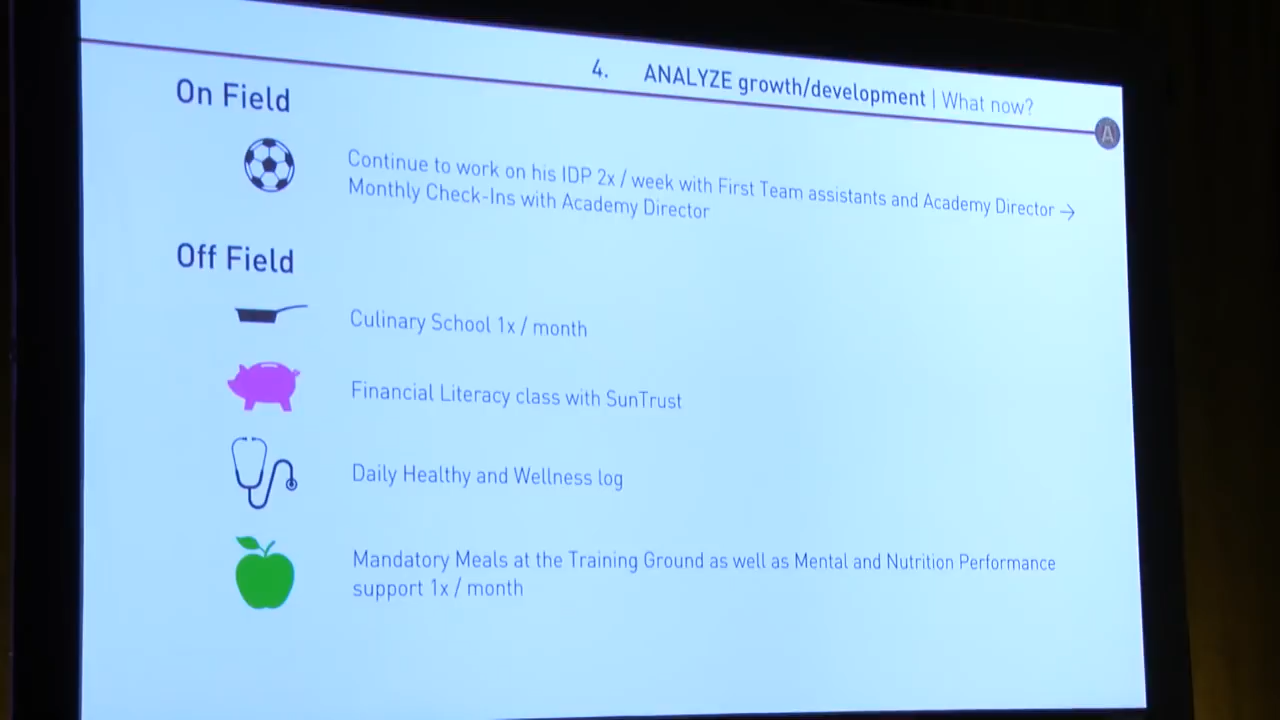 4. ANALYZE growth/development | What now?
A
On Field
Continue to work on his IDP 2x / week with First Team assistants and Academy Director →
Monthly Check-Ins with Academy Director
Off Field
Culinary School 1x / month
Financial Literacy class with SunTrust
Daily Healthy and Wellness log
Mandatory Meals at the Training Ground as well as Mental and Nutrition Performance
support 1x / month